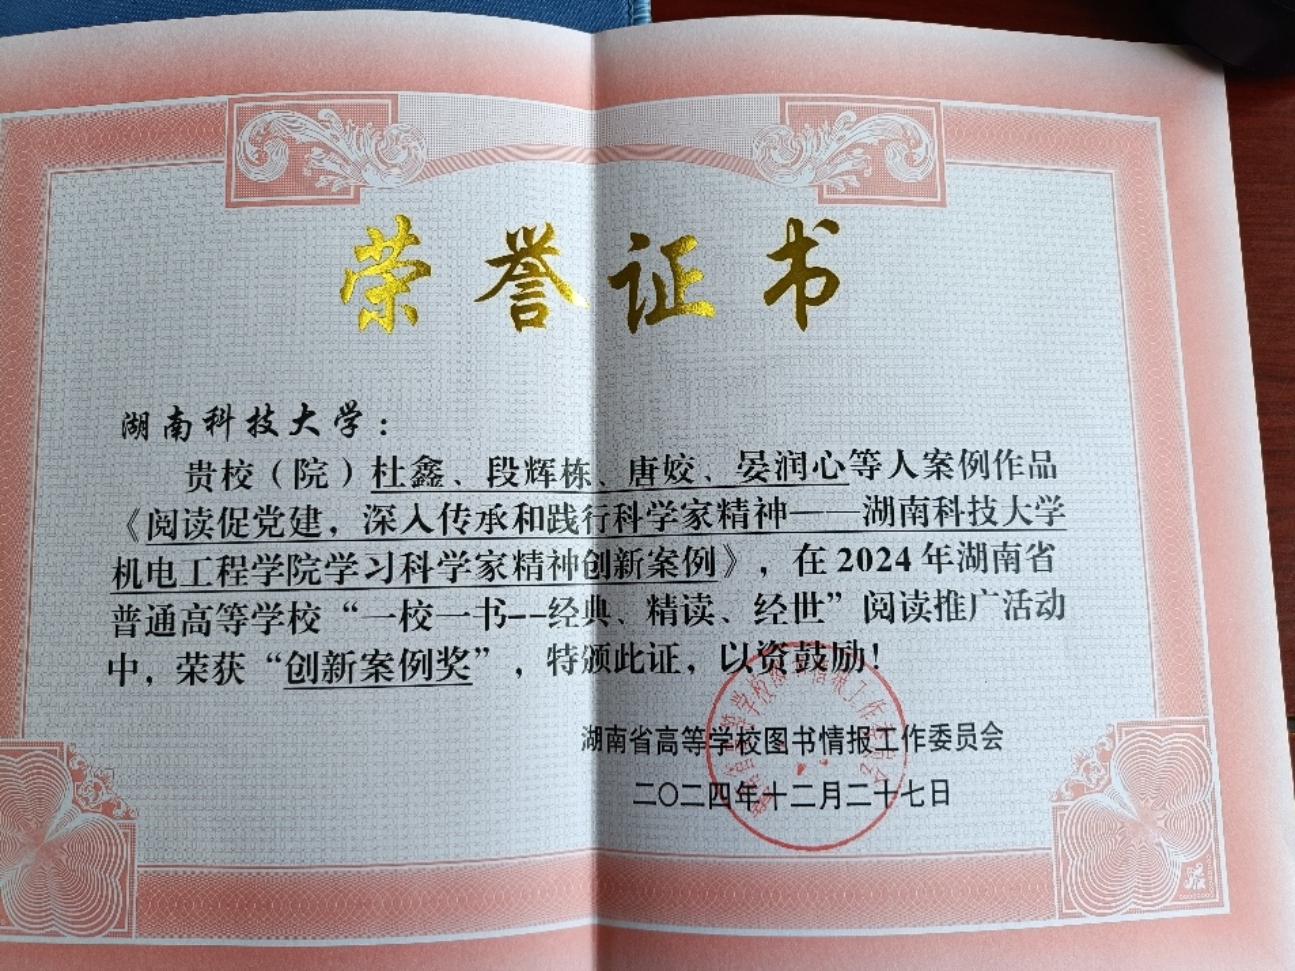 荣誉证书
湖南科技大学：
贵校（院）杜鑫、段辉栋、唐姣、晏润心等人案例作品
《阅读促党建，深入传承和践行科学家精神——湖南科技大学
机电工程学院学习科学家精神创新案例》，在2024年湖南省
普通高等学校“一校一书--经典、精读、经世”阅读推广活动
中，荣获“创新案例奖”，特颁此证，以资鼓励！
湖南省高等学校图书情报工作委员会
二〇二四年十二月二十七日